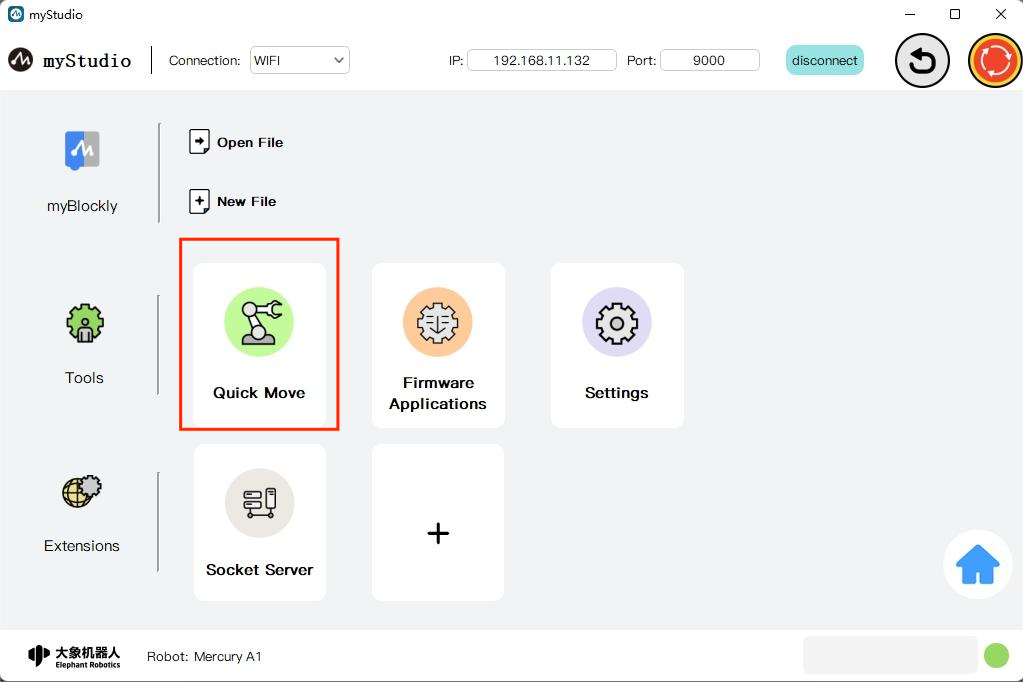 myStudio
myStudio
Connection: WIFI
IP: 192.168.11.132 Port: 9000
disconnect
Open File
myBlockly
New File
Quick Move
Firmware
Applications
Settings
Tools
Socket Server
+
Extensions
大象机器人
Elephant Robotics
Robot: Mercury A1